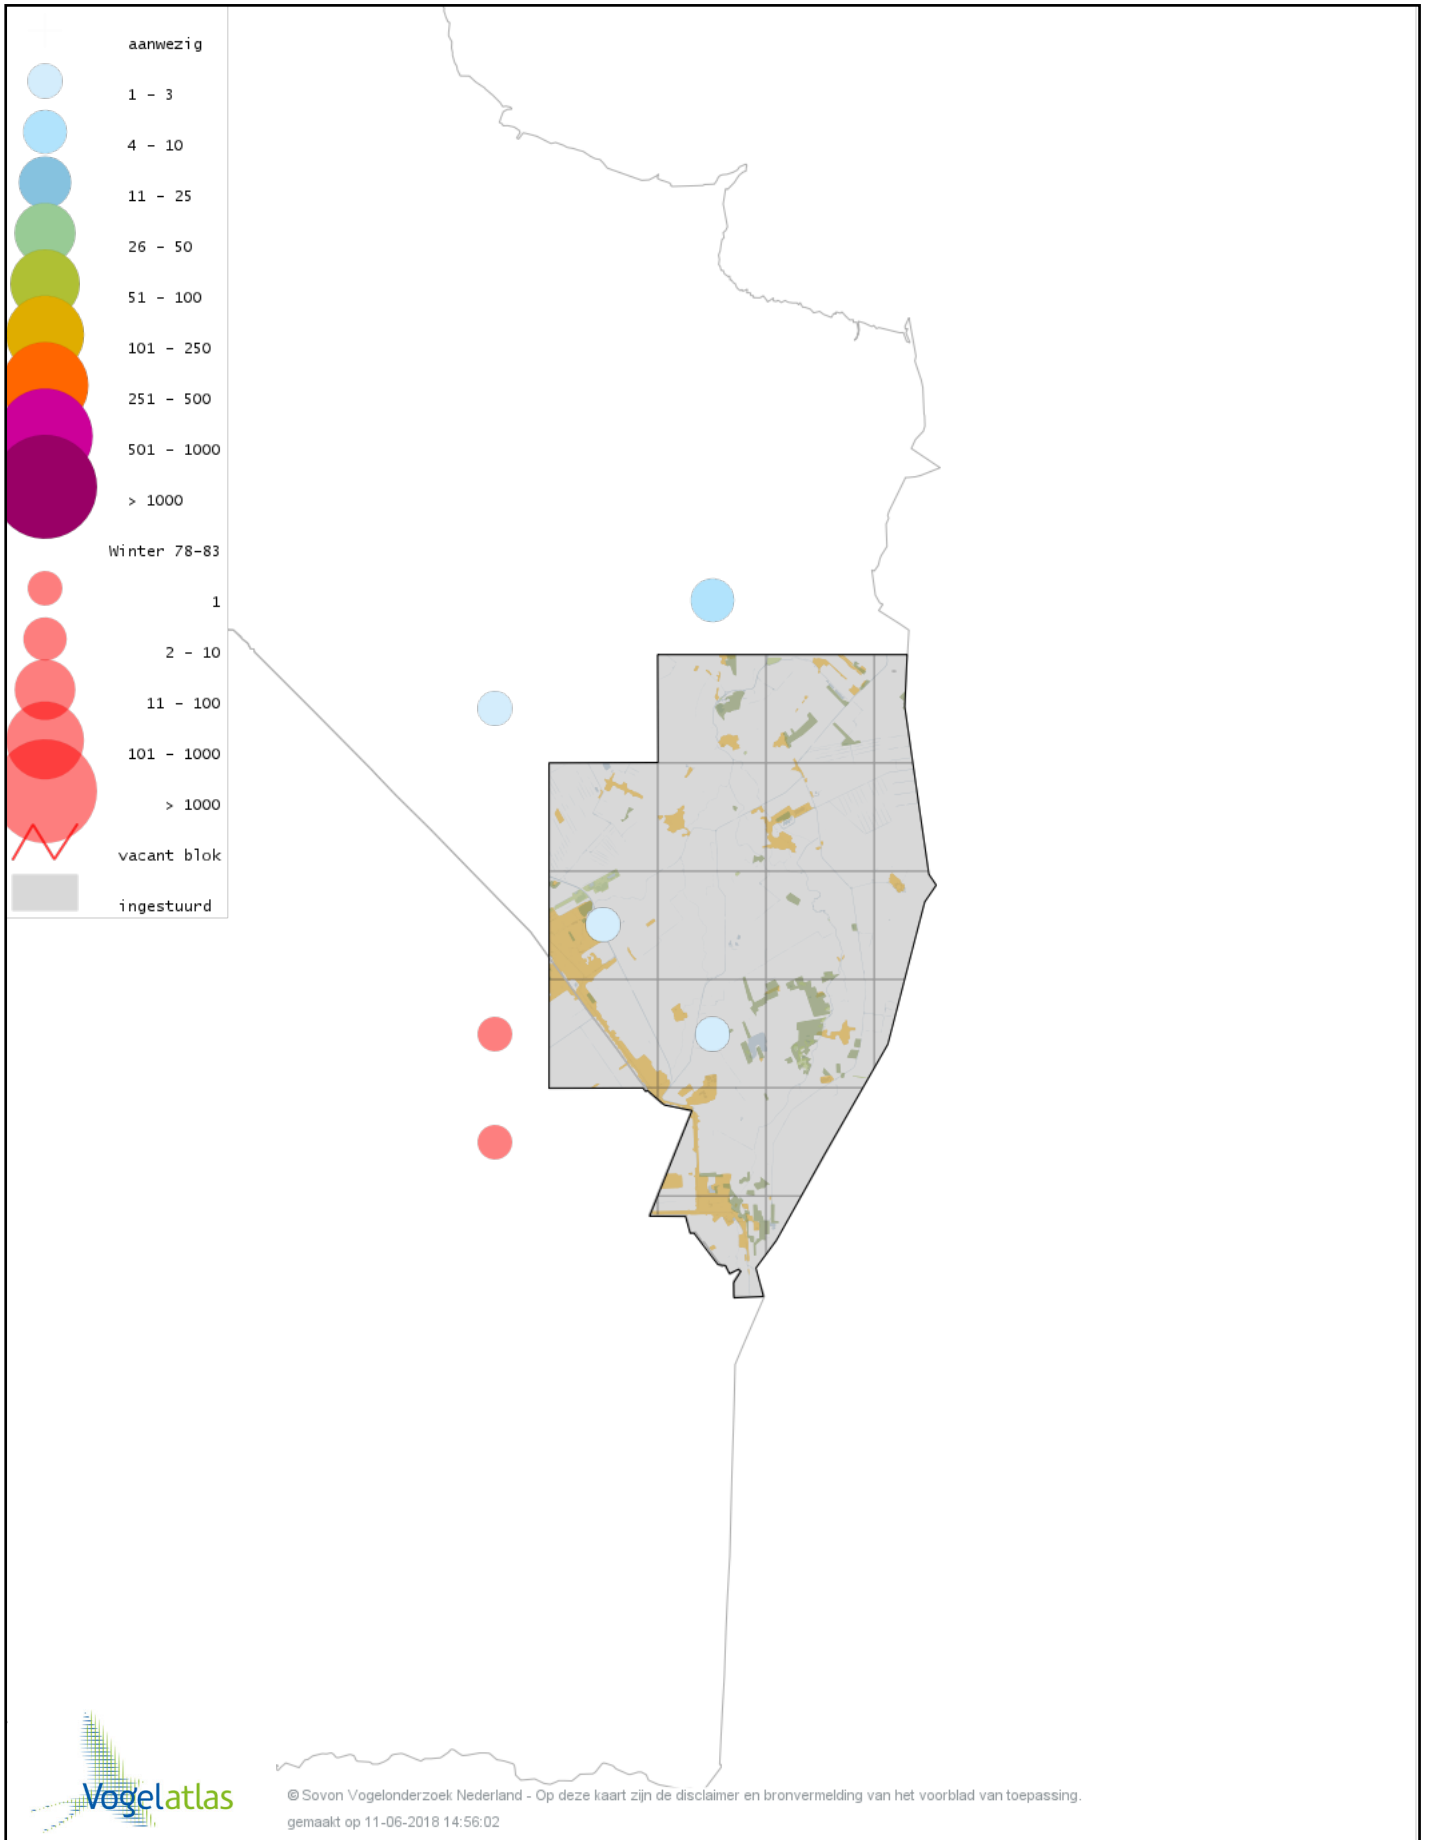 aanwezig
1 - 3
4 - 10
11 - 25
26 - 50
51 - 100
101 - 250
251 - 500
501 - 1000
> 1000
Winter 78-83
1
2 - 10
11 - 100
101 - 1000
> 1000
vacant blok
ingestuurd
Vogelatlas
© Sovon Vogelonderzoek Nederland - Op deze kaart zijn de disclaimer en bronvermelding van het voorblad van toepassing.
gemaakt op 11-06-2018 14:56:02